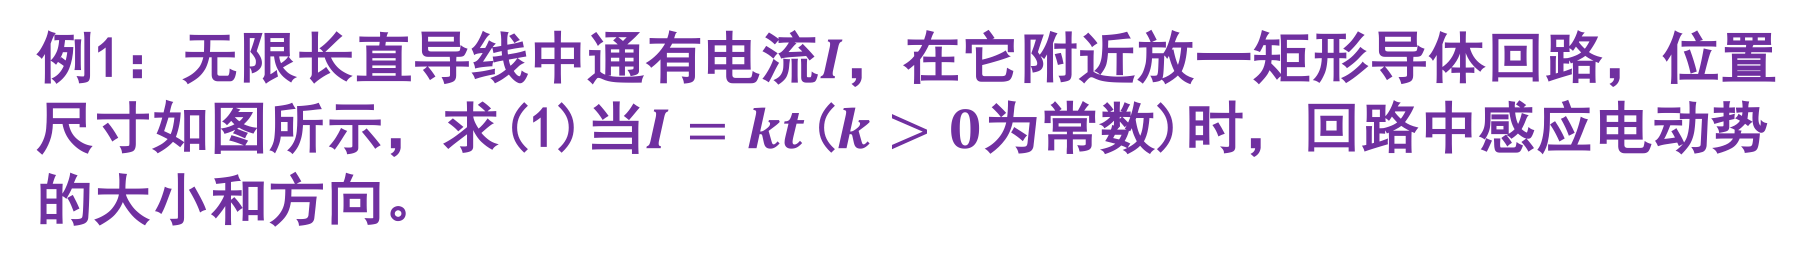 例1：无限长直导线中通有电流I，在它附近放一矩形导体回路，位置
尺寸如图所示，求(1)当I = kt(k > 0为常数)时，回路中感应电动势
的大小和方向。